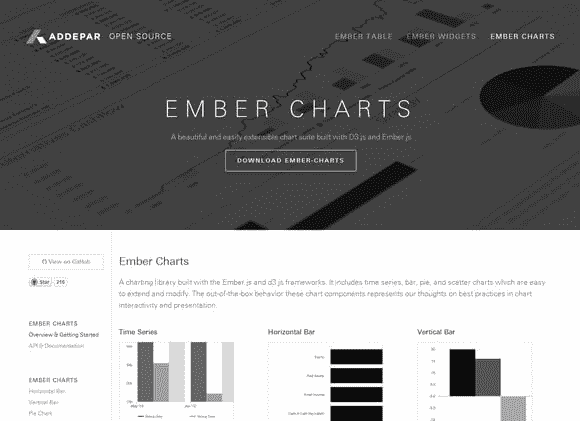 ADDEPAR OPEN SOURCE
EMBER TABLE EMBER WIDGETS EMBER CHARTS
EMBER CHARTS
A beautiful and easily extensible chart suite built with D3 js and Ember js
DOWNLOAD EMBER-CHARTS
View on GitHub
Star 216
Ember Charts
A charting library built with the Ember js and d3 js frameworks. It includes time series, bar, pie, and scatter charts which are easy
to extend and modify. The out-of-the-box behavior these chart components represents our thoughts on best practices in chart
interactivity and presentation.
EMBER CHARTS
Overview & Getting Started
API & Documentation
EMBER CHARTS
Horizontal Bar
Vertical Bar
Pie Chart
Time Series
Horizontal Bar
Vertical Bar